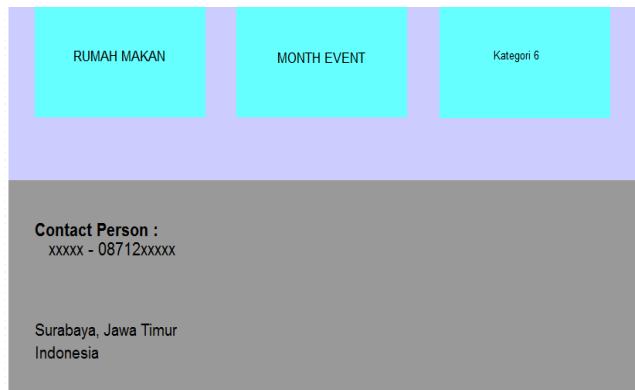 RUMAH MAKAN
MONTH EVENT
Kategori 6
Contact Person :
xxxxx - 08712xxxxx
Surabaya, Jawa Timur
Indonesia